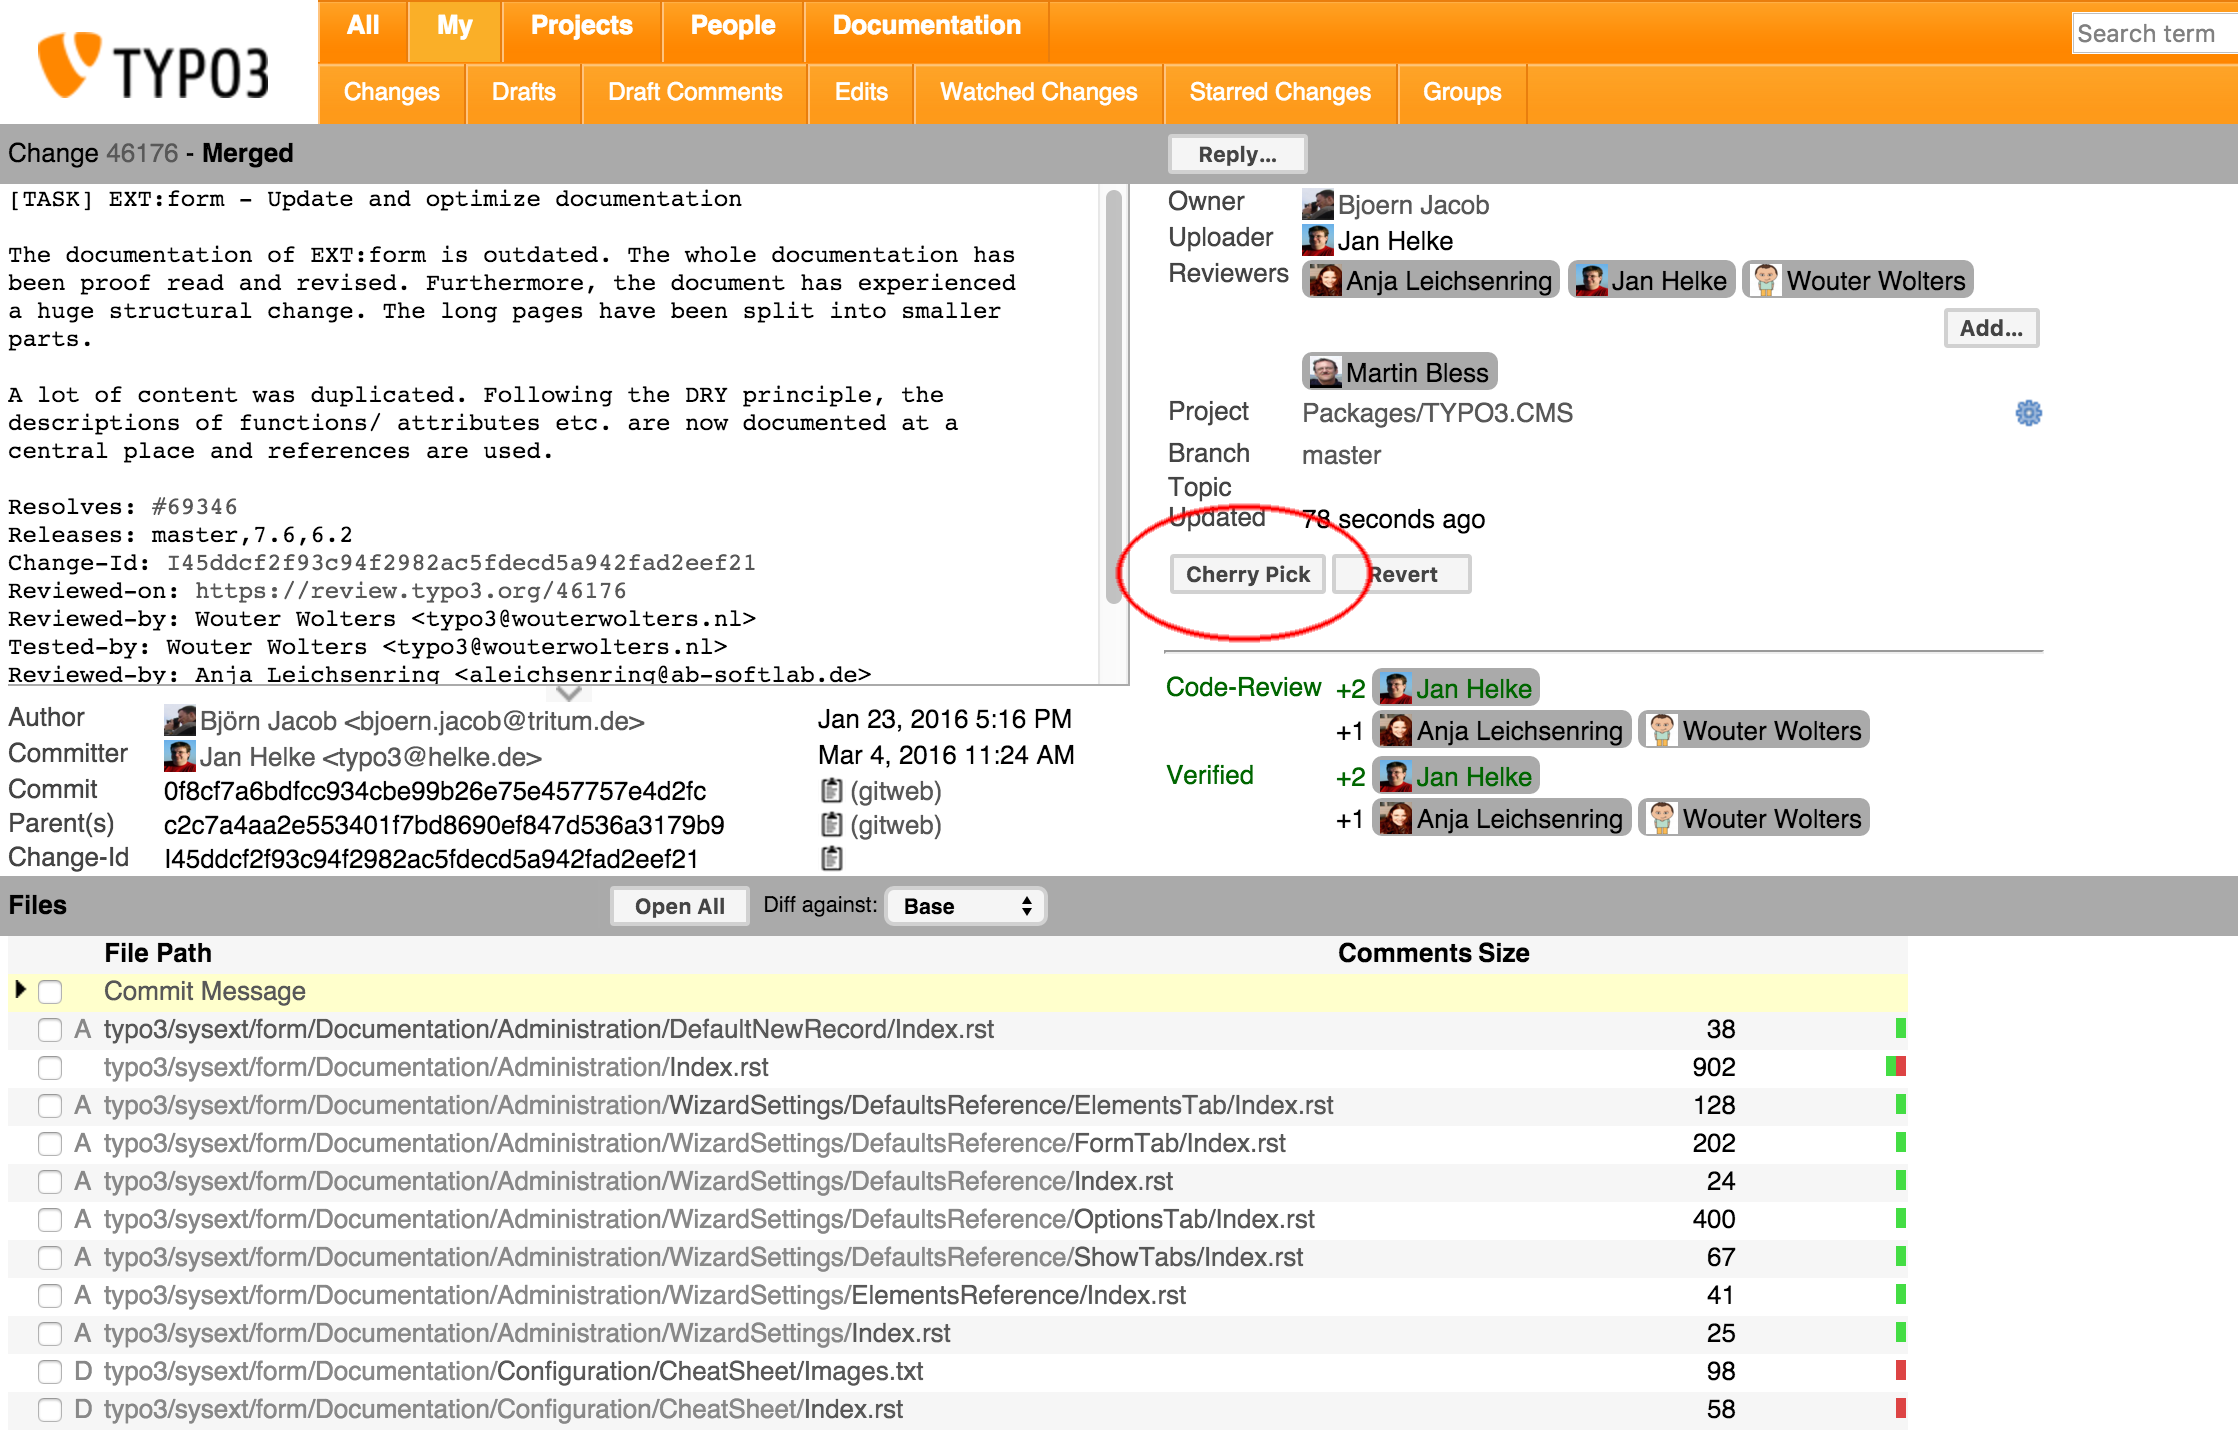 TYPO3
All My Projects People Documentation
Search term
Changes Drafts Draft Comments Edits Watched Changes Starred Changes Groups
Change 46176 - Merged
Reply...
[TASK] EXT:form - Update and optimize documentation
The documentation of EXT:form is outdated. The whole documentation has
been proof read and revised. Furthermore, the document has experienced
a huge structural change. The long pages have been split into smaller
parts.
A lot of content was duplicated. Following the DRY principle, the
descriptions of functions/ attributes etc. are now documented at a
central place and references are used.
Resolves: #69346
Releases: master,7.6,6.2
Change-Id: I45ddcf2f93c94f2982ac5fdecd5a942fad2eef21
Reviewed-on: https://review.typo3.org/46176
Reviewed-by: Wouter Wolters <typo3@wouterwolters.nl>
Tested-by: Wouter Wolters <typo3@wouterwolters.nl>
Reviewed-by: Anja Leichsenring <aleichsenring@ab-softlab.de>
Owner Bjoern Jacob
Uploader Jan Helke
Reviewers Anja Leichsenring Jan Helke Wouter Wolters
Add...
Martin Bless
Project Packages/TYPO3.CMS
Branch master
Topic
Updated 78 seconds ago
Cherry Pick Revert
Code-Review +2 Jan Helke
+1 Anja Leichsenring Wouter Wolters
Verified +2 Jan Helke
+1 Anja Leichsenring Wouter Wolters
Author Björn Jacob <bjoern.jacob@tritum.de> Jan 23, 2016 5:16 PM
Committer Jan Helke <typo3@helke.de> Mar 4, 2016 11:24 AM
Commit 0f8cf7a6bdfcc934cbe99b26e75e457757e4d2fc (gitweb)
Parent(s) c2c7a4aa2e553401f7bd8690ef847d536a3179b9 (gitweb)
Change-Id I45ddcf2f93c94f2982ac5fdecd5a942fad2eef21
Files Open All Diff against: Base
File Path Comments Size
Commit Message
A typo3/sysext/form/Documentation/Administration/DefaultNewRecord/Index.rst 38
typo3/sysext/form/Documentation/Administration/Index.rst 902
A typo3/sysext/form/Documentation/Administration/WizardSettings/DefaultsReference/ElementsTab/Index.rst 128
A typo3/sysext/form/Documentation/Administration/WizardSettings/DefaultsReference/FormTab/Index.rst 202
A typo3/sysext/form/Documentation/Administration/WizardSettings/DefaultsReference/Index.rst 24
A typo3/sysext/form/Documentation/Administration/WizardSettings/DefaultsReference/OptionsTab/Index.rst 400
A typo3/sysext/form/Documentation/Administration/WizardSettings/DefaultsReference/ShowTabs/Index.rst 67
A typo3/sysext/form/Documentation/Administration/WizardSettings/ElementsReference/Index.rst 41
A typo3/sysext/form/Documentation/Administration/WizardSettings/Index.rst 25
D typo3/sysext/form/Documentation/Configuration/CheatSheet/Images.txt 98
D typo3/sysext/form/Documentation/Configuration/CheatSheet/Index.rst 58